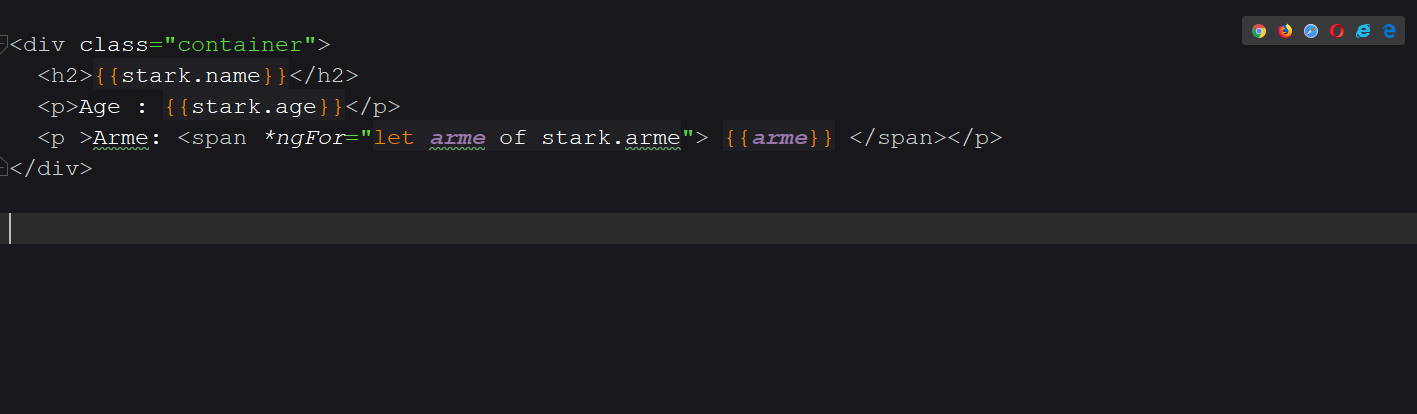 <div class="container">
<h2>{{stark.name}}</h2>
<p>Age : {{stark.age}}</p>
<p >Arme: <span *ngFor="let arme of stark.arme"> {{arme}} </span></p>
</div>